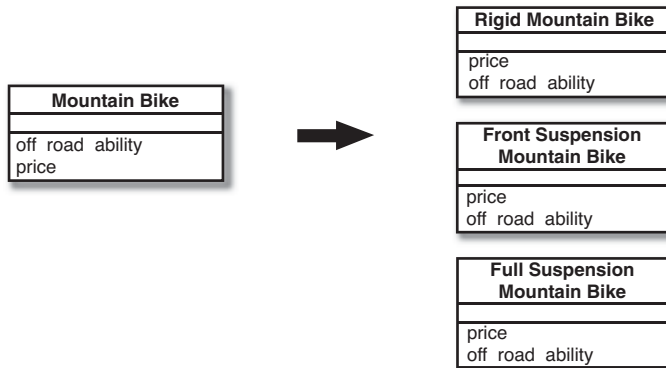 Mountain Bike
off road ability
price
Rigid Mountain Bike
price
off road ability
Front Suspension
Mountain Bike
price
off road ability
Full Suspension
Mountain Bike
price
off road ability